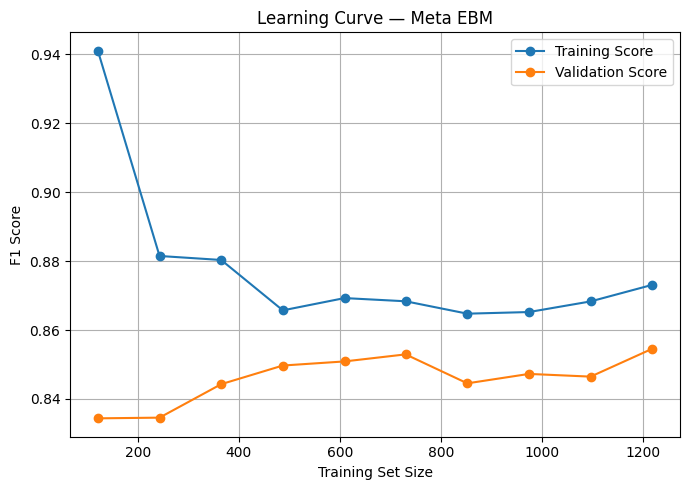 Learning Curve — Meta EBM
Training Score
Validation Score
F1 Score
0.94
0.92
0.90
0.88
0.86
0.84
200 400 600 800 1000 1200
Training Set Size